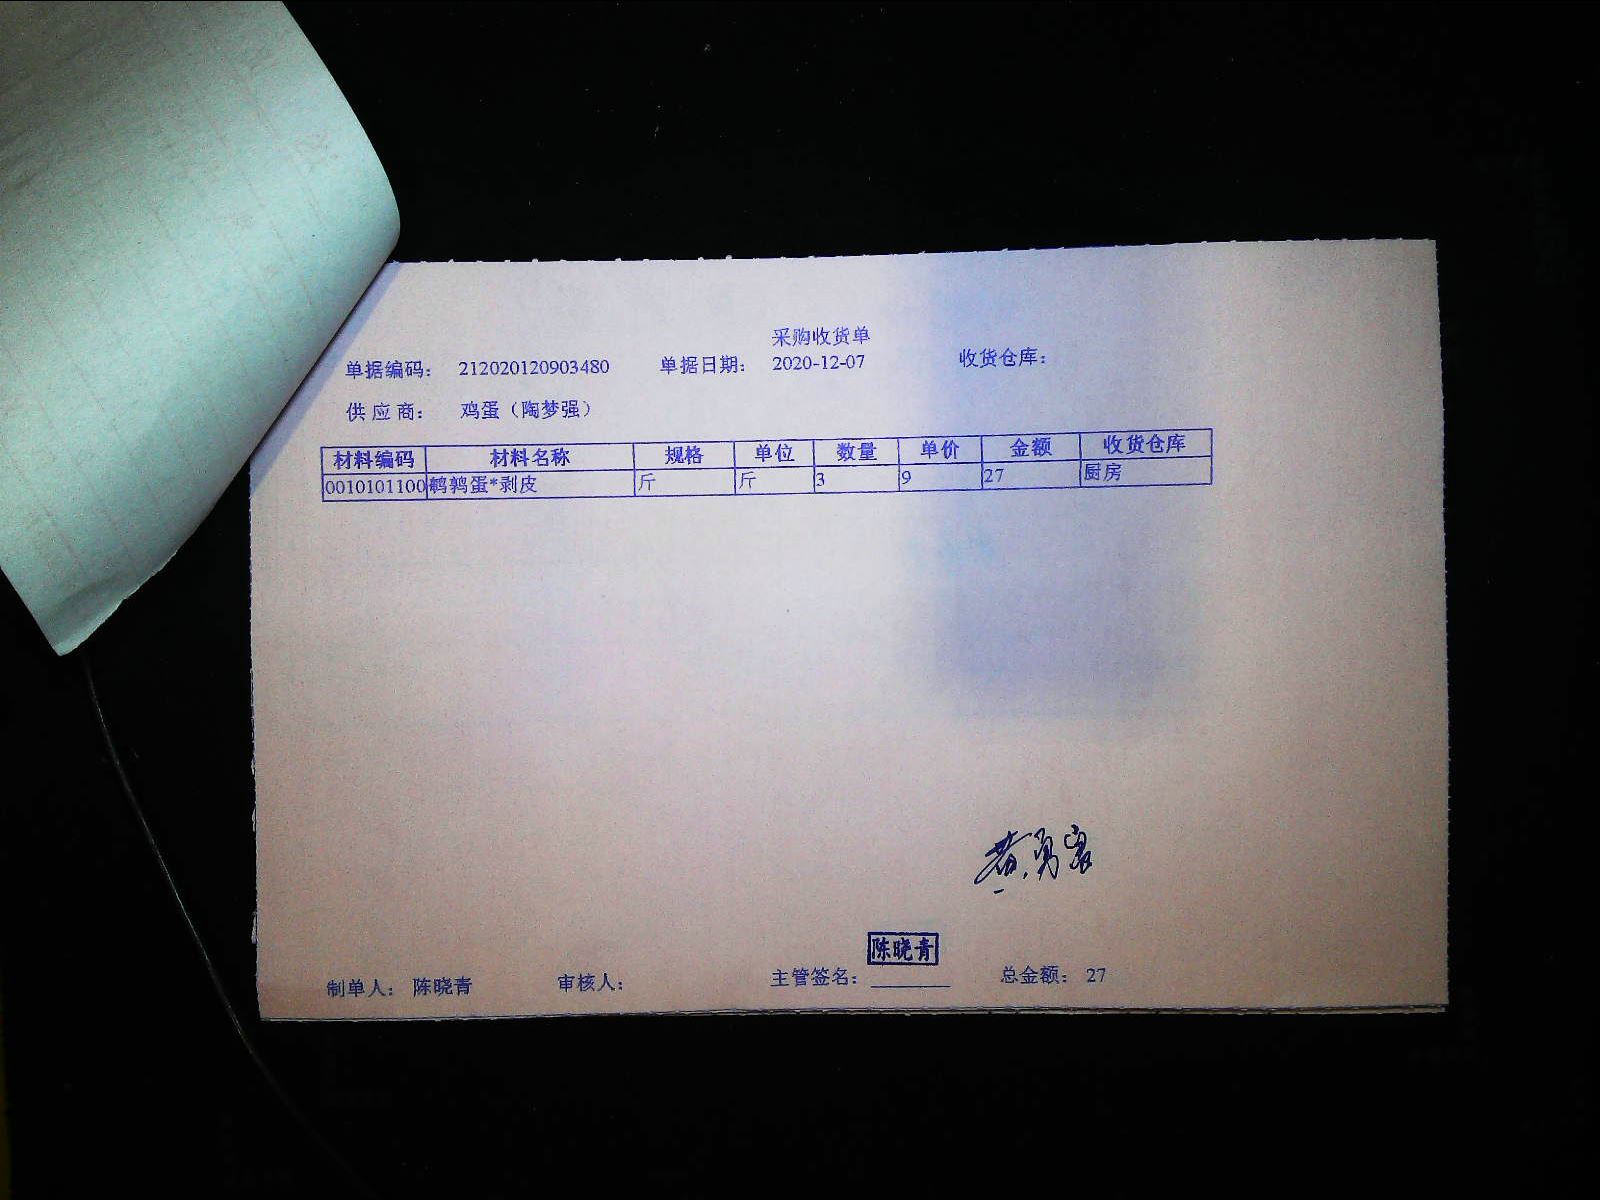 采购收货单
单据编码： 212020120903480 单据日期： 2020-12-07 收货仓库：
供应商： 鸡蛋（陶梦强）
材料编码 材料名称 规格 单位 数量 单价 金额 收货仓库
0010101100 鹌鹑蛋*剥皮 斤 斤 3 9 27 厨房
陈晓青
制单人： 陈晓青 审核人： 主管签名： 总金额： 27